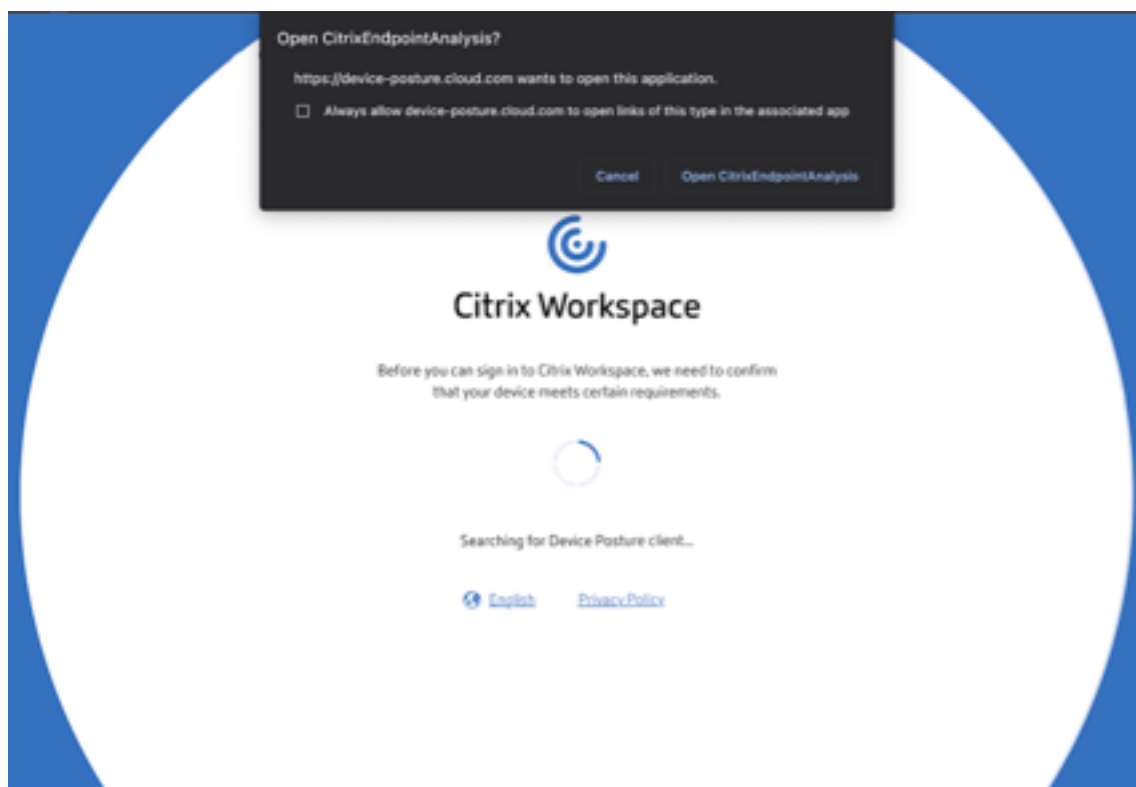 Open CitrixEndpointAnalysis?
https://device-posture.cloud.com wants to open this application.
Always allow device-posture.cloud.com to open links of this type in the associated app
Cancel
Open CitrixEndpointAnalysis
Citrix Workspace
Before you can sign in to Citrix Workspace, we need to confirm
that your device meets certain requirements.
Searching for Device Posture client...
English
Privacy Policy